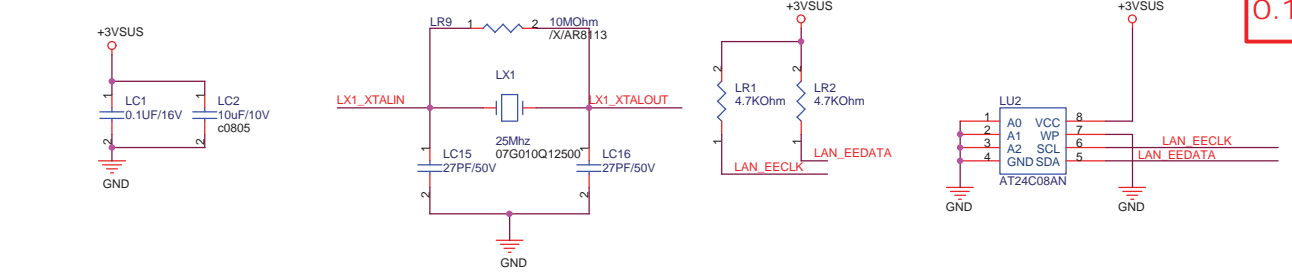 +3VSUS
LC1
0.1UF/16V
1
2
LC2
10uF/10V
c0805
1
2
GND
LR9
1
2
10MOhm
/X/AR8113
LX1
LX1_XTALIN
LX1_XTALOUT
25Mhz
07G010Q12500
1
LC15
27PF/50V
2
1
LC16
27PF/50V
2
GND
+3VSUS
2
LR1
4.7KOhm
1
2
LR2
4.7KOhm
1
LAN_EEDATA
LAN_EECLK
+3VSUS
0.1
LU2
1 A0 VCC 8
2 A1 WP 7
3 A2 SCL 6
4 GND SDA 5
AT24C08AN
LAN_EECLK
LAN_EEDATA
GND
GND